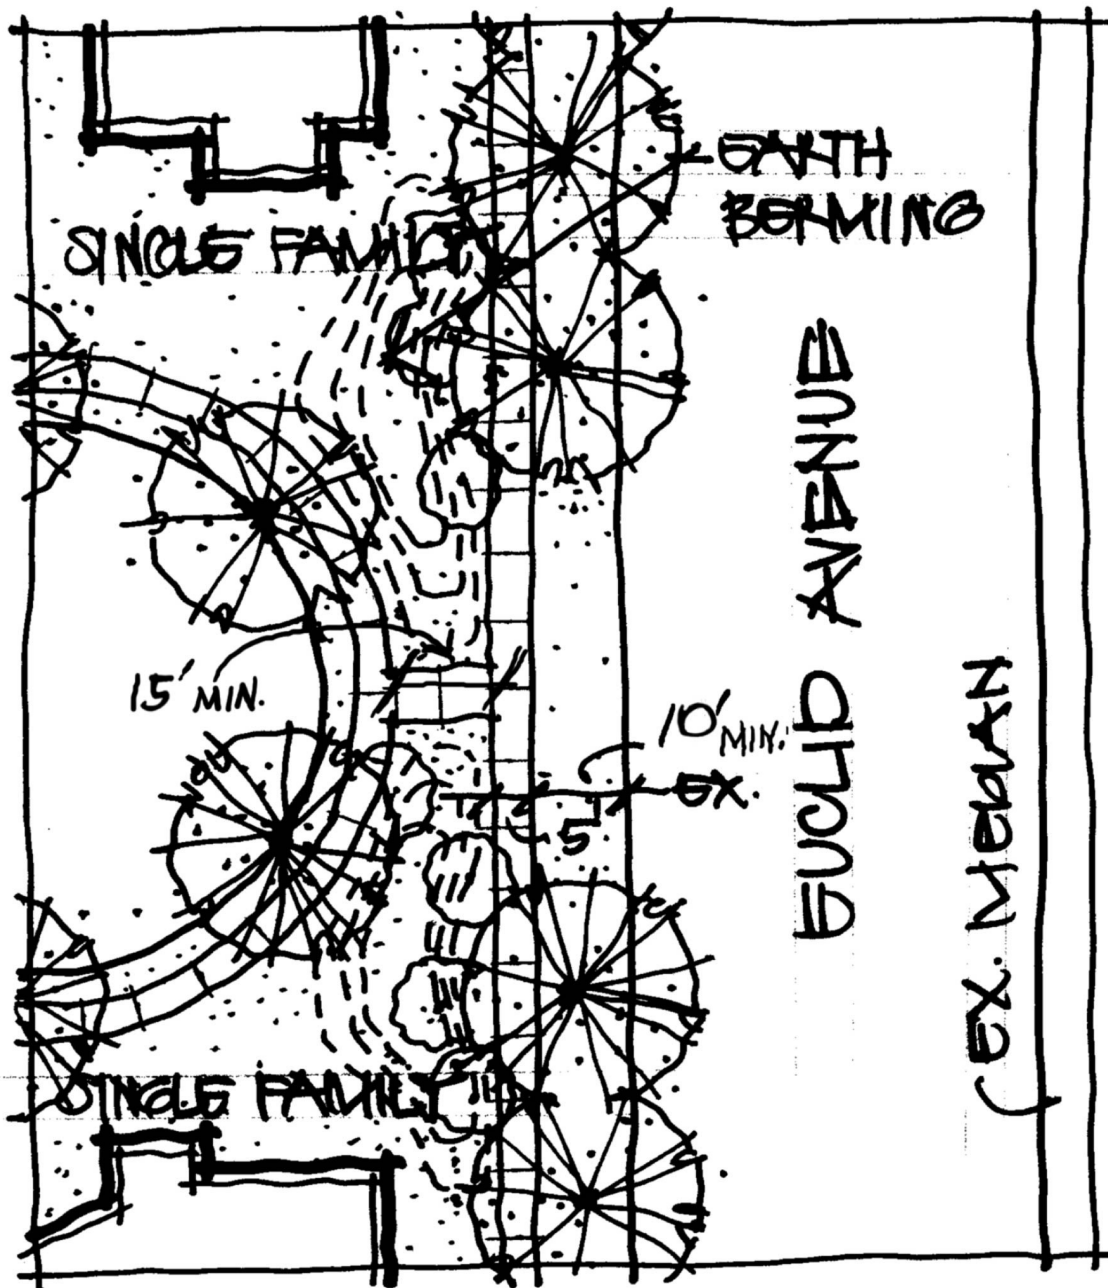 EARTH
BERMING
SINGLE FAMILY
EUCLID AVENUE
15' MIN.
10' MIN.
EX.
5'
EX. MEDIAN
SINGLE FAMILY